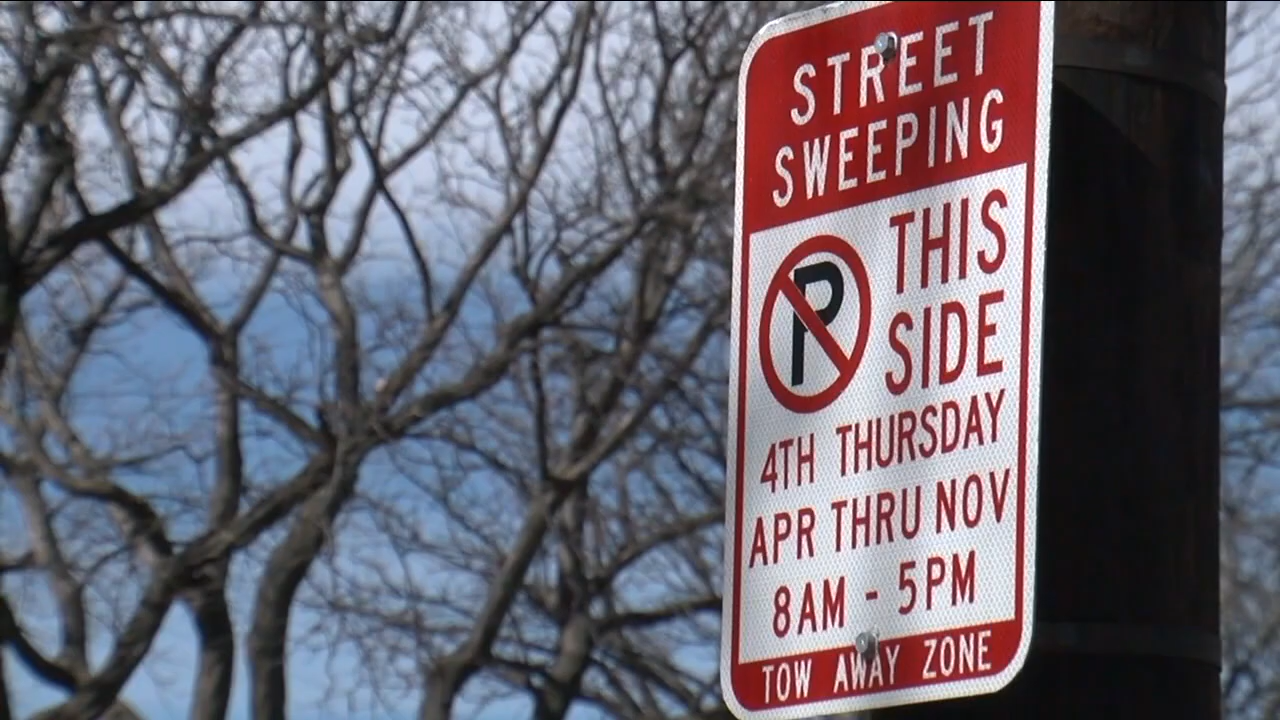 STREET
SWEEPING
P
THIS
SIDE
4TH THURSDAY
APR THRU NOV
8AM - 5PM
TOW AWAY ZONE